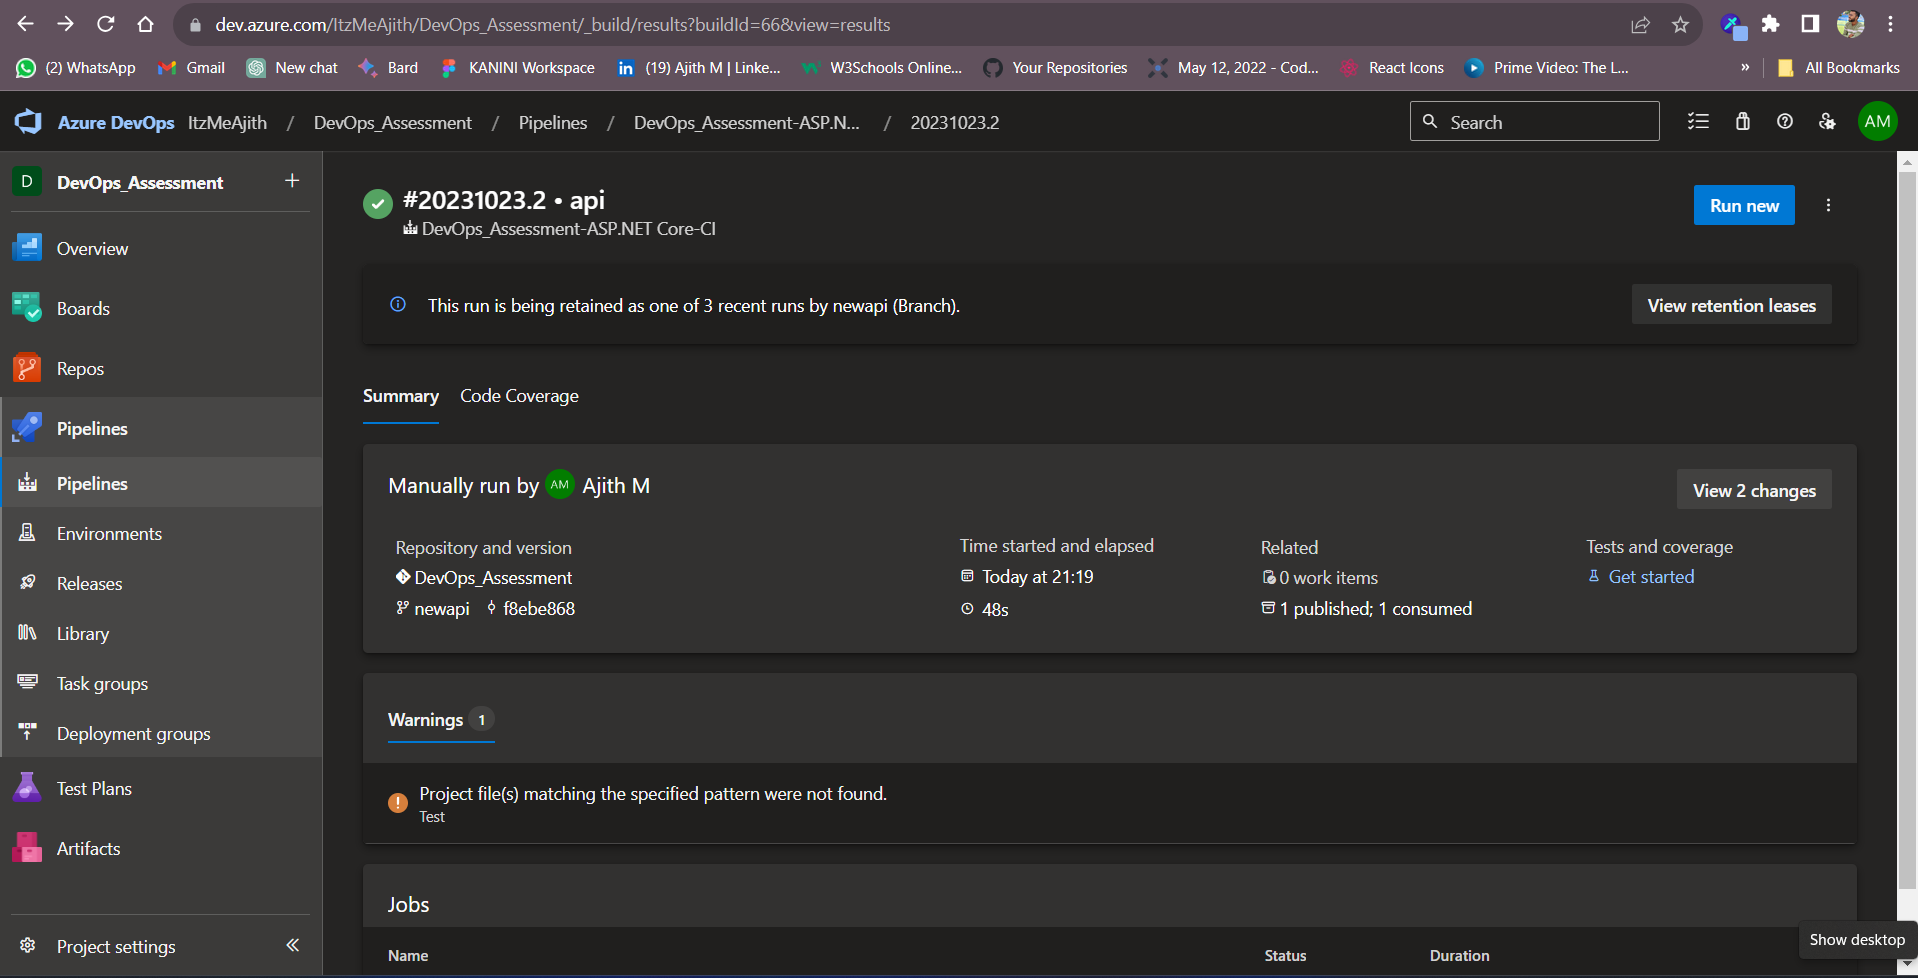 dev.azure.com/ItzMeAjith/DevOps_Assessment/_build/results?buildId=66&view=results
(2) WhatsApp Gmail New chat Bard KANINI Workspace (19) Ajith M | Linke... W3Schools Online... Your Repositories May 12, 2022 - Cod... React Icons Prime Video: The L... » All Bookmarks
Azure DevOps ItzMeAjith / DevOps_Assessment / Pipelines / DevOps_Assessment-ASP.N... / 20231023.2 Search AM
D DevOps_Assessment +
Overview
Boards
Repos
Pipelines
Pipelines
Environments
Releases
Library
Task groups
Deployment groups
Test Plans
Artifacts
Project settings
#20231023.2 • api
DevOps_Assessment-ASP.NET Core-CI
Run new
This run is being retained as one of 3 recent runs by newapi (Branch).
View retention leases
Summary Code Coverage
Manually run by AM Ajith M
View 2 changes
Repository and version
DevOps_Assessment
newapi f8ebe868
Time started and elapsed
Today at 21:19
48s
Related
0 work items
1 published; 1 consumed
Tests and coverage
Get started
Warnings 1
Project file(s) matching the specified pattern were not found.
Test
Jobs
Name Status Duration
Show desktop